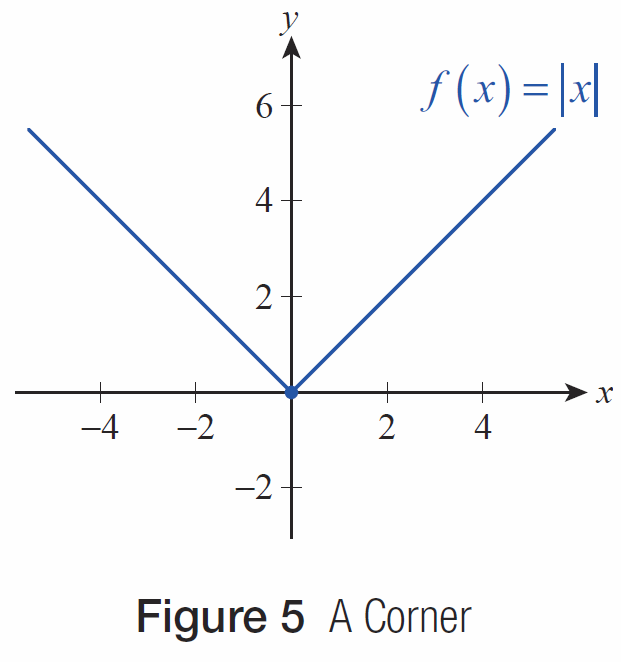 y
f(x) = |x|
6
4
2
x
−4 −2 2 4
−2
Figure 5 A Corner